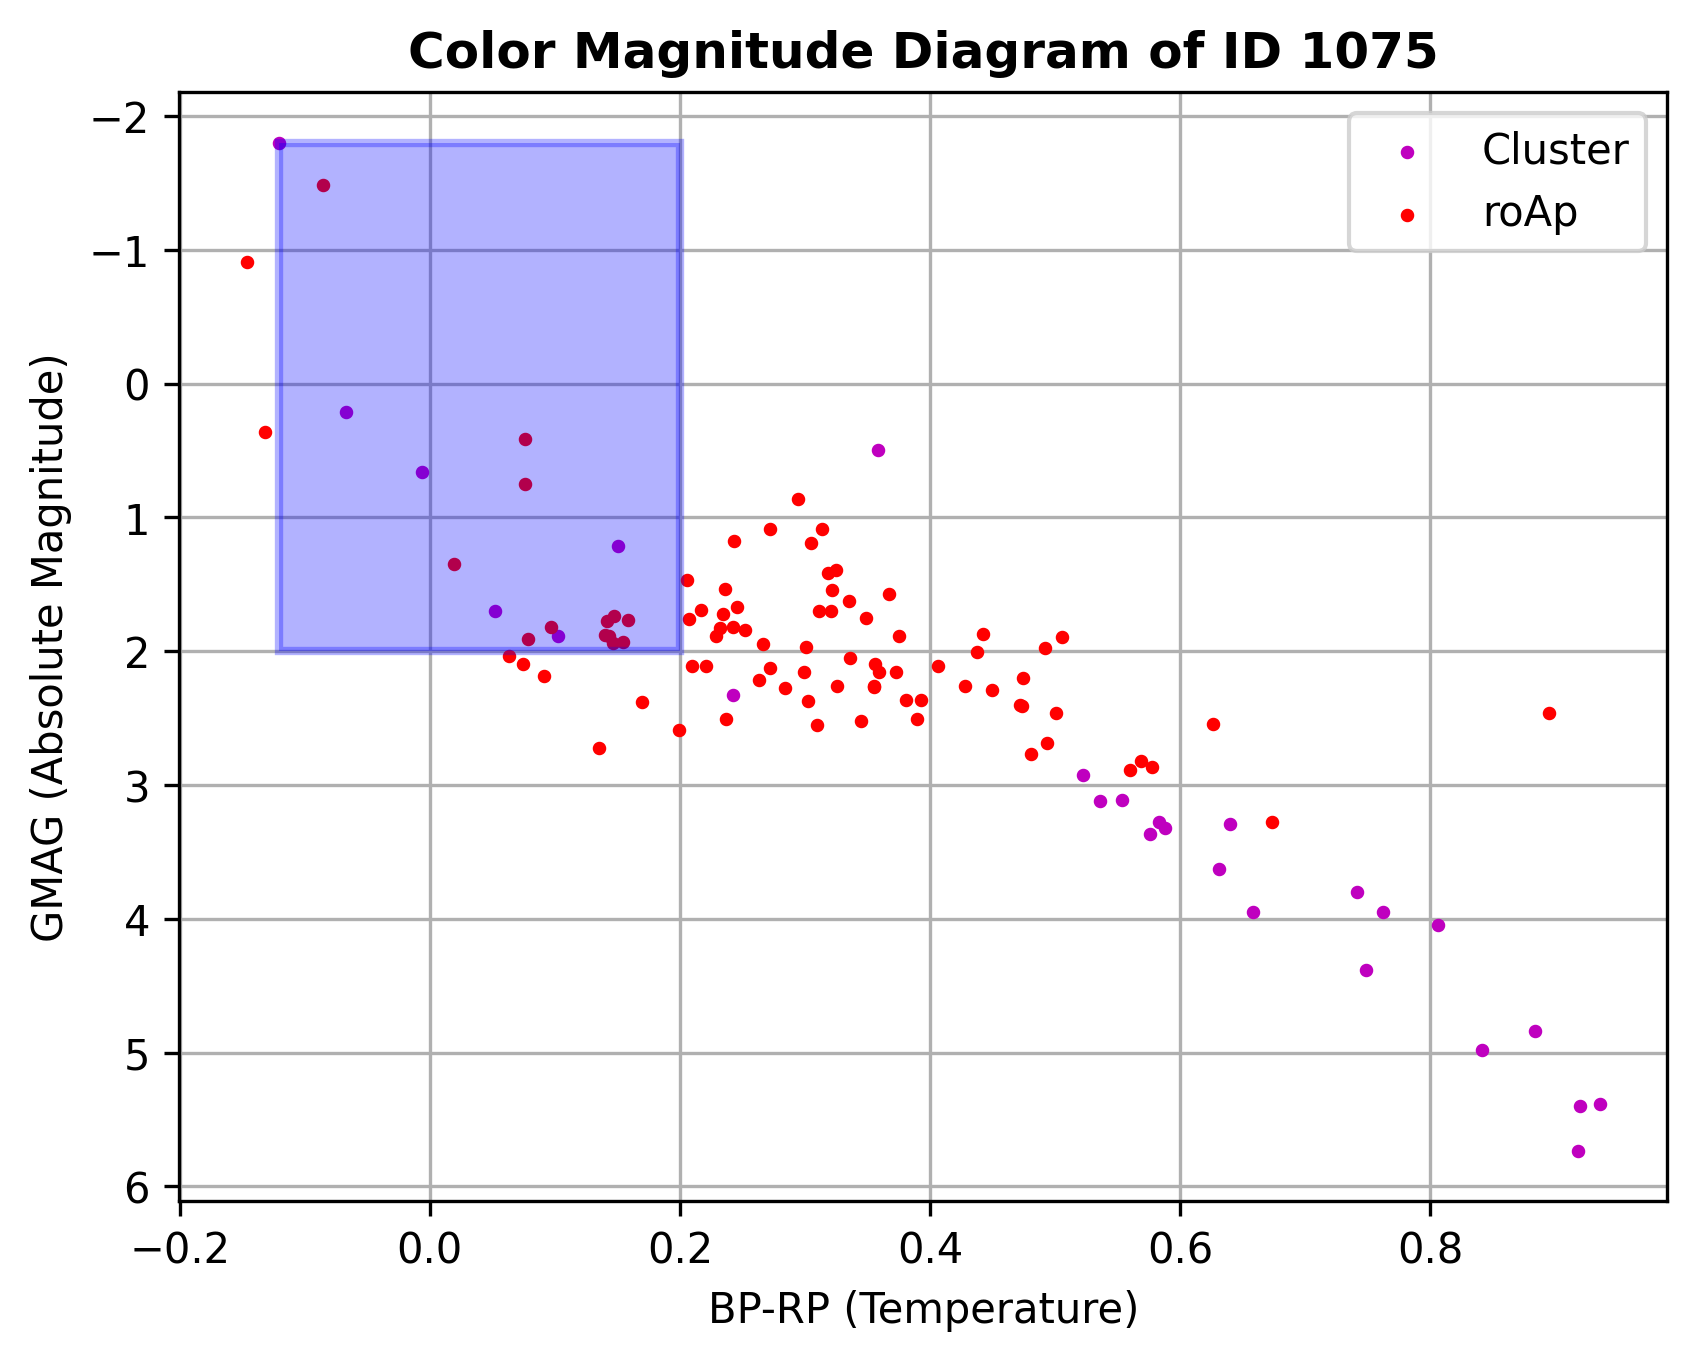 Color Magnitude Diagram of ID 1075
Cluster
roAp
−2
−1
0
1
2
3
4
5
6
GMAG (Absolute Magnitude)
−0.2 0.0 0.2 0.4 0.6 0.8
BP-RP (Temperature)